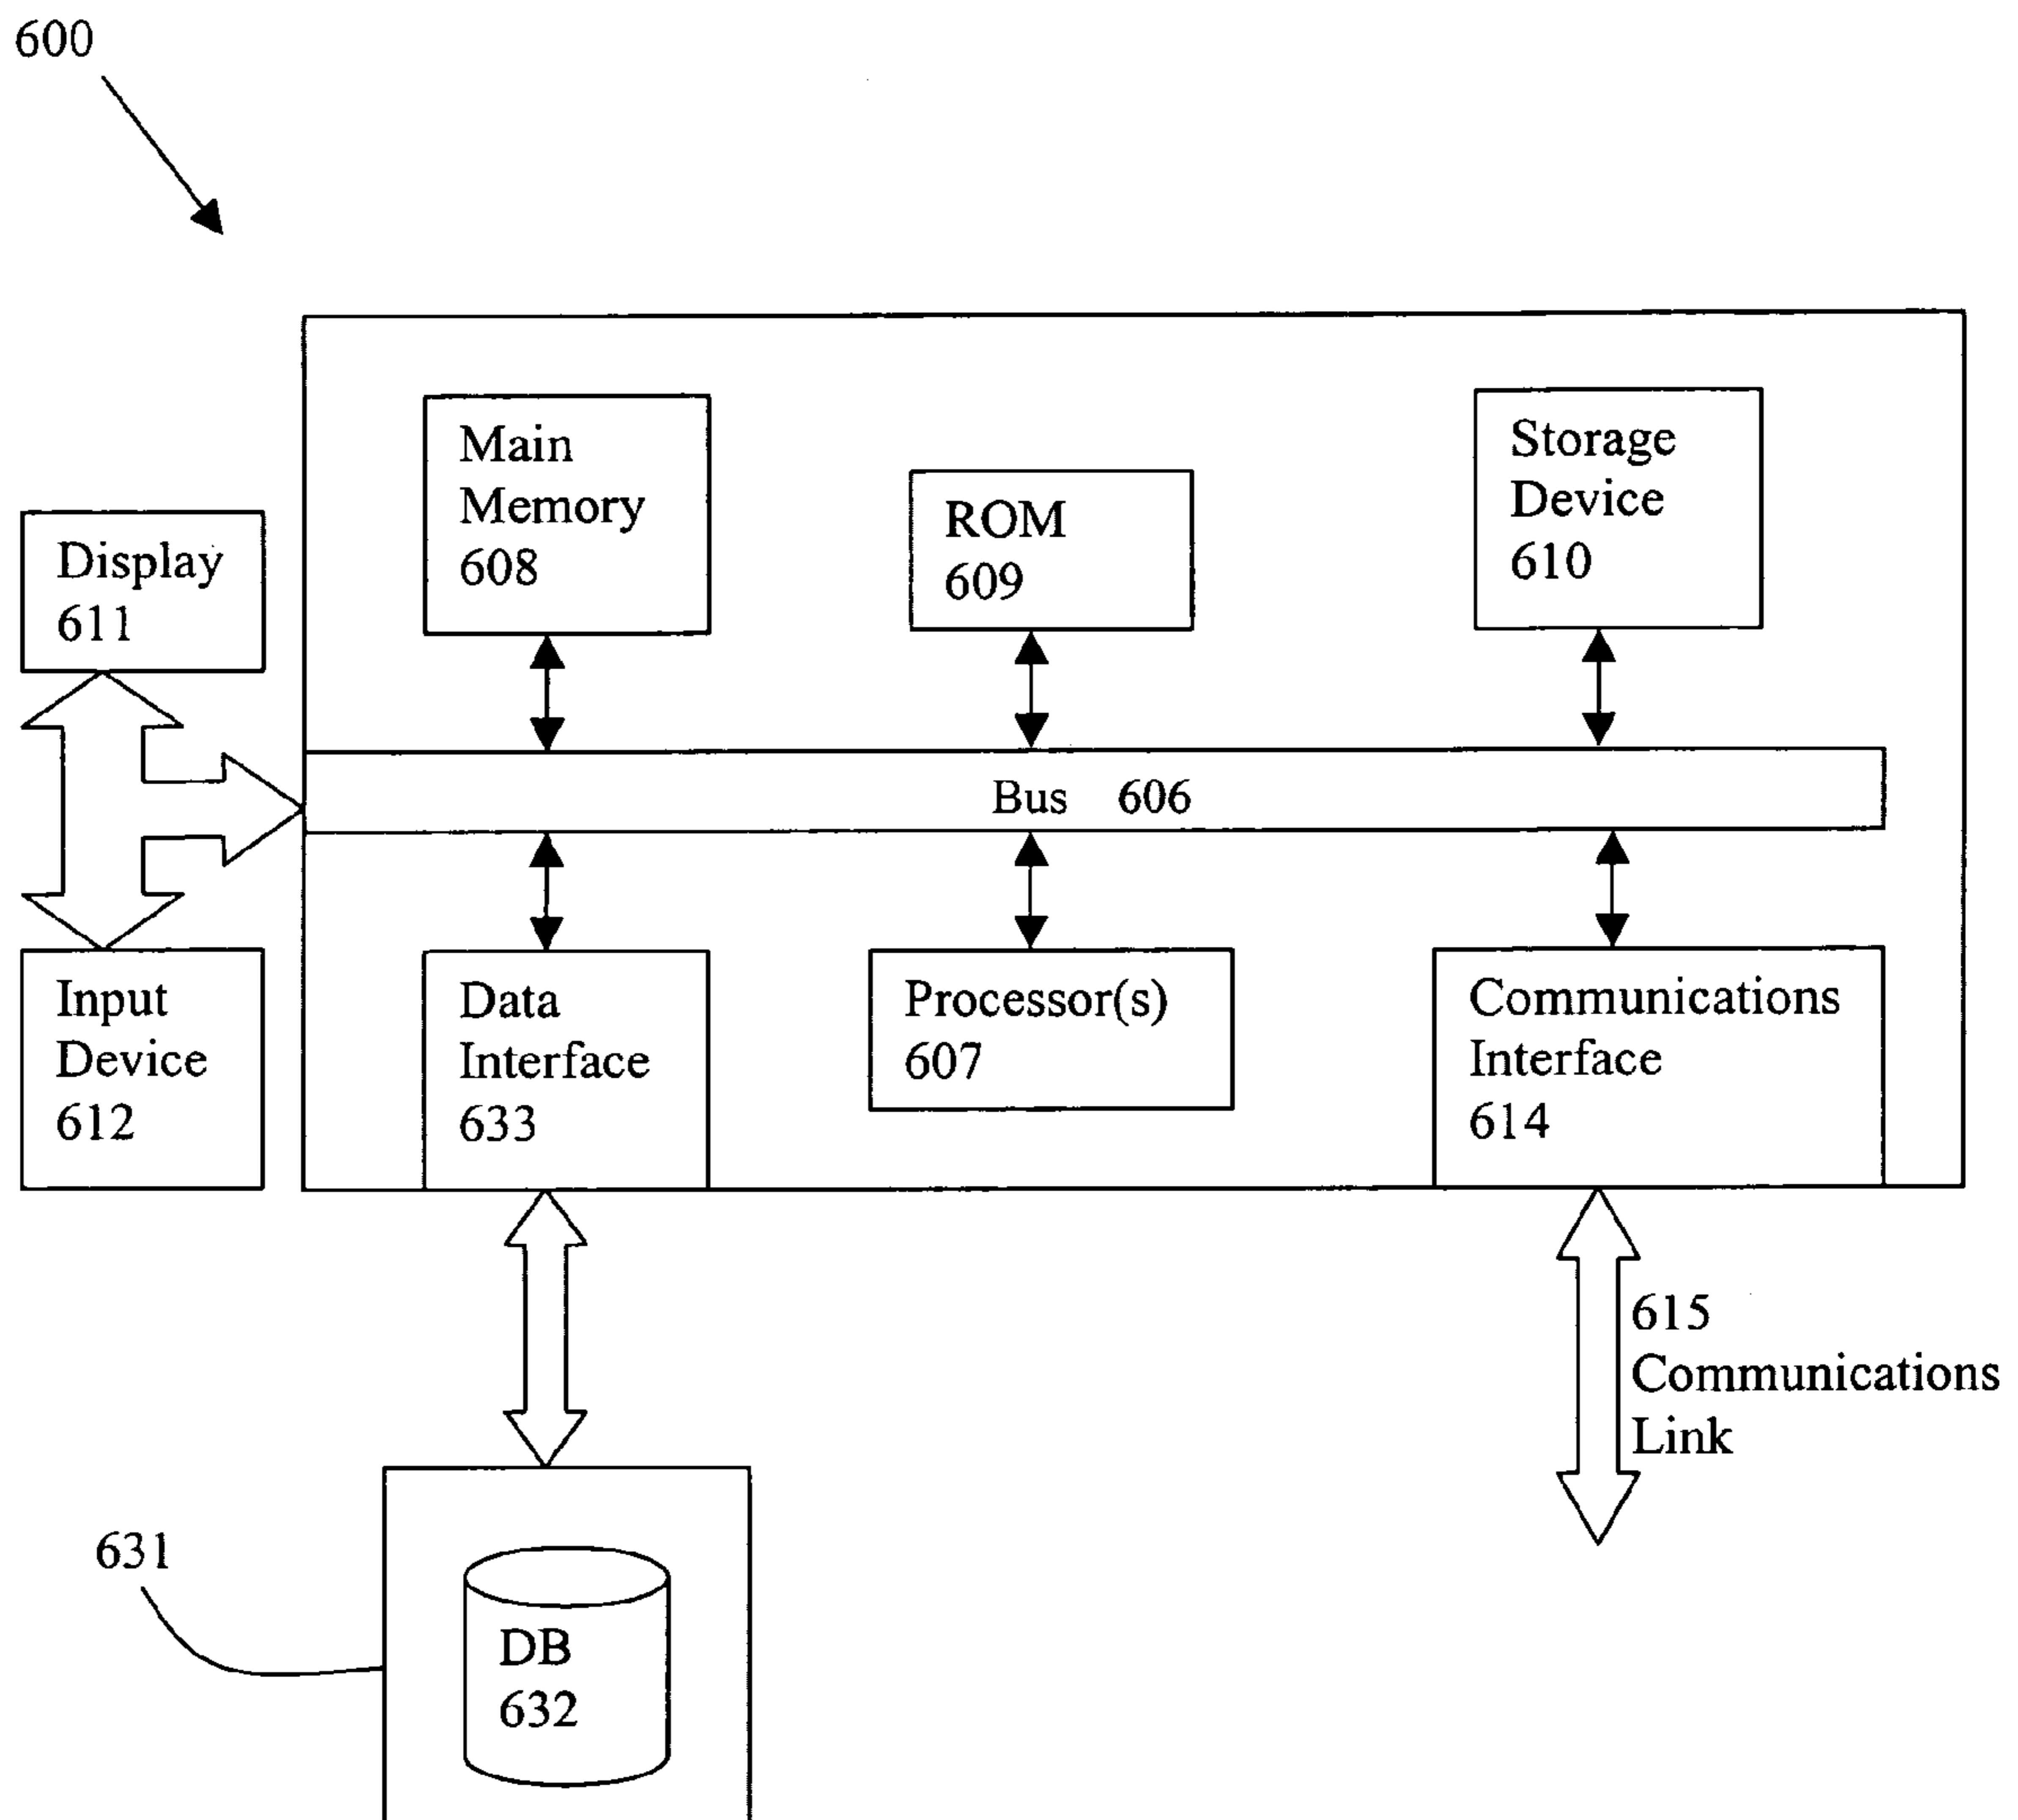 600
Main
Memory
608
ROM
609
Storage
Device
610
Display
611
Bus 606
Input
Device
612
Data
Interface
633
Processor(s)
607
Communications
Interface
614
615
Communications
Link
631
DB
632